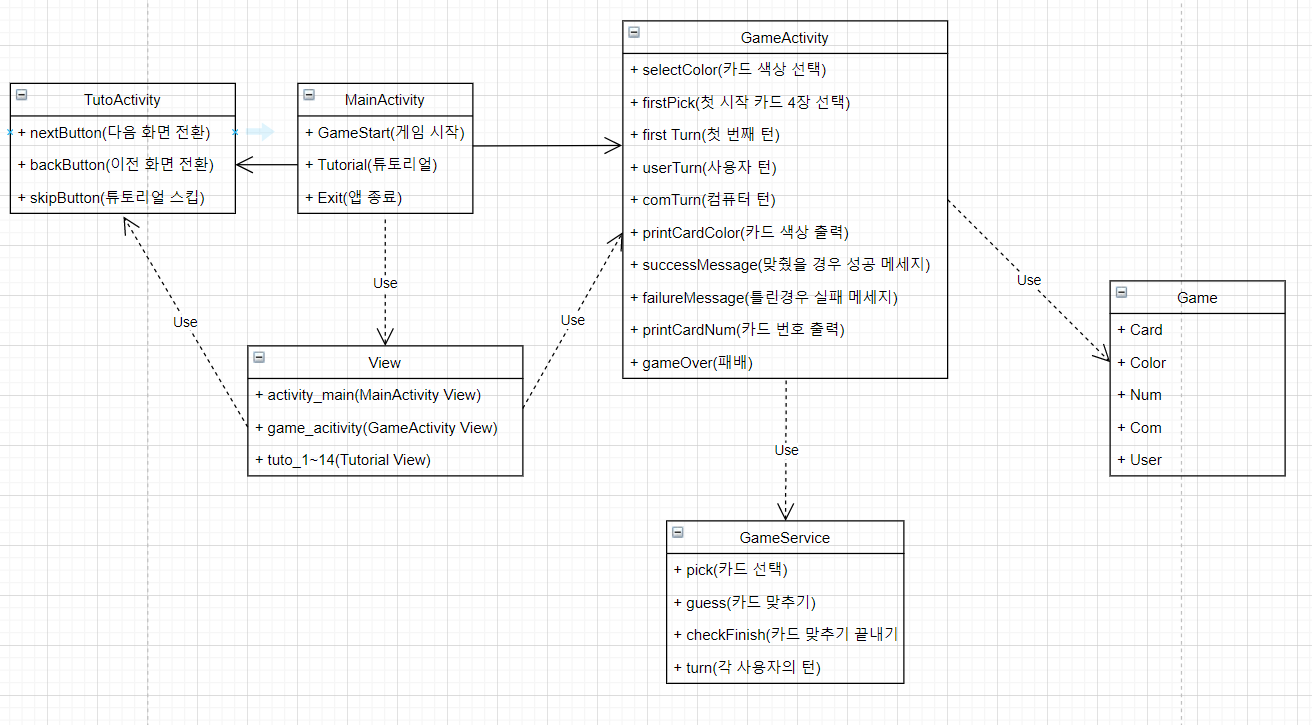 TutoActivity
+ nextButton(다음 화면 전환)
+ backButton(이전 화면 전환)
+ skipButton(튜토리얼 스킵)
MainActivity
+ GameStart(게임 시작)
+ Tutorial(튜토리얼)
+ Exit(앱 종료)
GameActivity
+ selectColor(카드 색상 선택)
+ firstPick(첫 시작 카드 4장 선택)
+ first Turn(첫 번째 턴)
+ userTurn(사용자 턴)
+ comTurn(컴퓨터 턴)
+ printCardColor(카드 색상 출력)
+ successMessage(맞췄을 경우 성공 메세지)
+ failureMessage(틀린경우 실패 메세지)
+ printCardNum(카드 번호 출력)
+ gameOver(패배)
Use
Use
Use
Use
Use
View
+ activity_main(MainActivity View)
+ game_acitivity(GameActivity View)
+ tuto_1~14(Tutorial View)
Game
+ Card
+ Color
+ Num
+ Com
+ User
GameService
+ pick(카드 선택)
+ guess(카드 맞추기)
+ checkFinish(카드 맞추기 끝내기
+ turn(각 사용자의 턴)